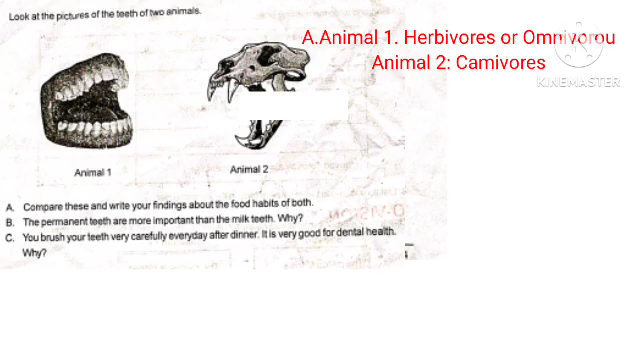 Look at the pictures of the teeth of two animals.
A.Animal 1. Herbivores or Omnivorou
Animal 2: Camivores
KINEMASTER
Animal 1
Animal 2
A. Compare these and write your findings about the food habits of both.
B. The permanent teeth are more important than the milk teeth. Why?
C. You brush your teeth very carefully everyday after dinner. It is very good for dental health.
Why?